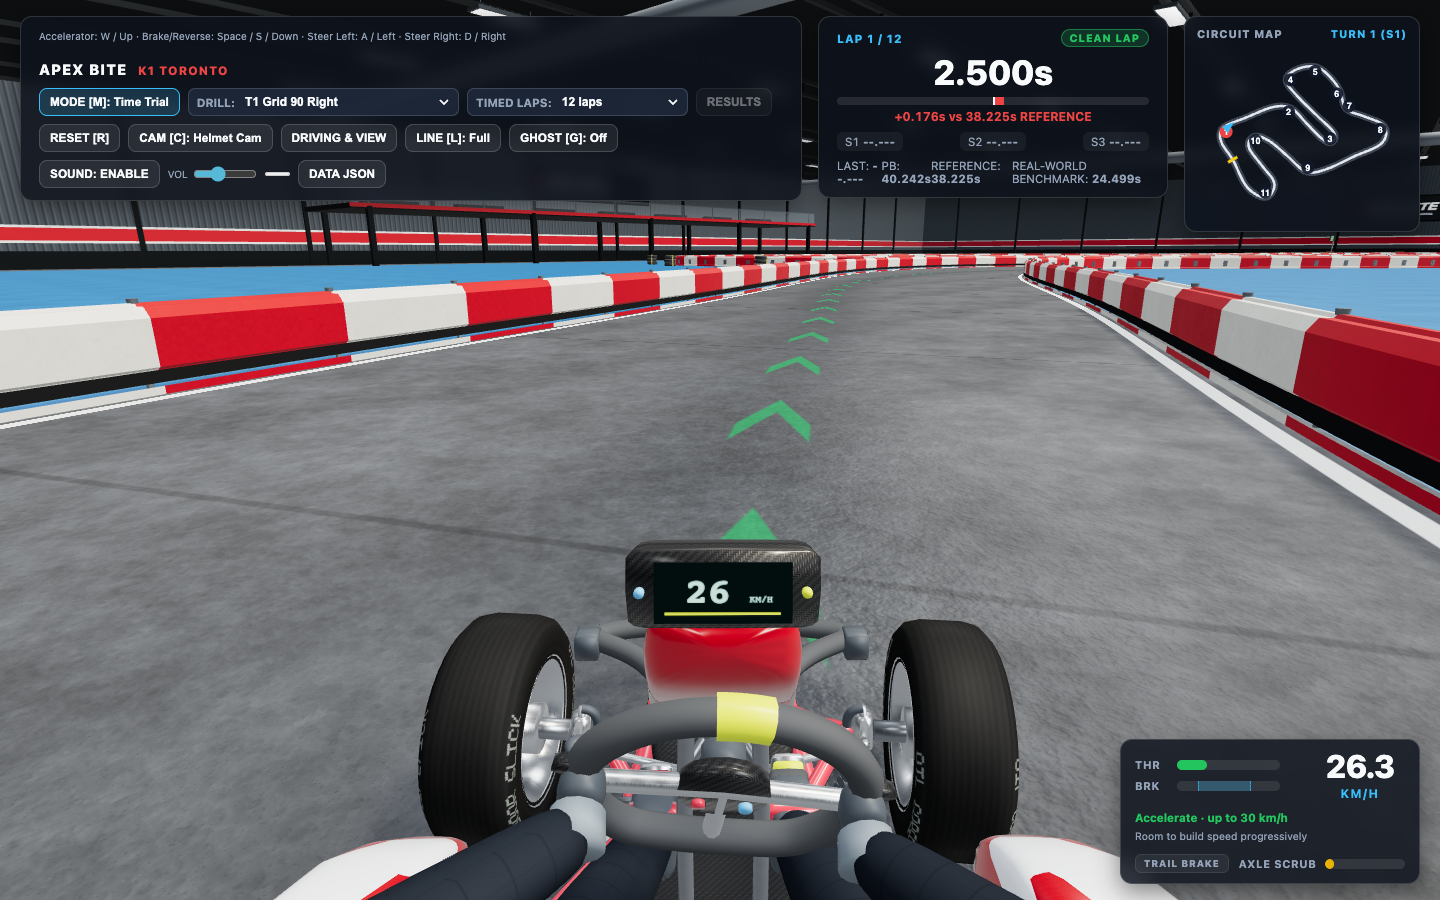 Accelerator: W / Up · Brake/Reverse: Space / S / Down · Steer Left: A / Left · Steer Right: D / Right
APEX BITE K1 TORONTO
MODE [M]: Time Trial DRILL: T1 Grid 90 Right TIMED LAPS: 12 laps RESULTS
RESET [R] CAM [C]: Helmet Cam DRIVING & VIEW LINE [L]: Full GHOST [G]: Off
SOUND: ENABLE VOL DATA JSON
LAP 1 / 12 CLEAN LAP
2.500s
+0.176s vs 38.225s REFERENCE
S1 --.--- S2 --.--- S3 --.---
LAST: --.--- PB: 40.242s REFERENCE: 38.225s REAL-WORLD BENCHMARK: 24.499s
CIRCUIT MAP TURN 1 (S1)
5
4
6
7
2
8
3
10
9
11
26 KM/H
THR
BRK
26.3
KM/H
Accelerate · up to 30 km/h
Room to build speed progressively
TRAIL BRAKE AXLE SCRUB